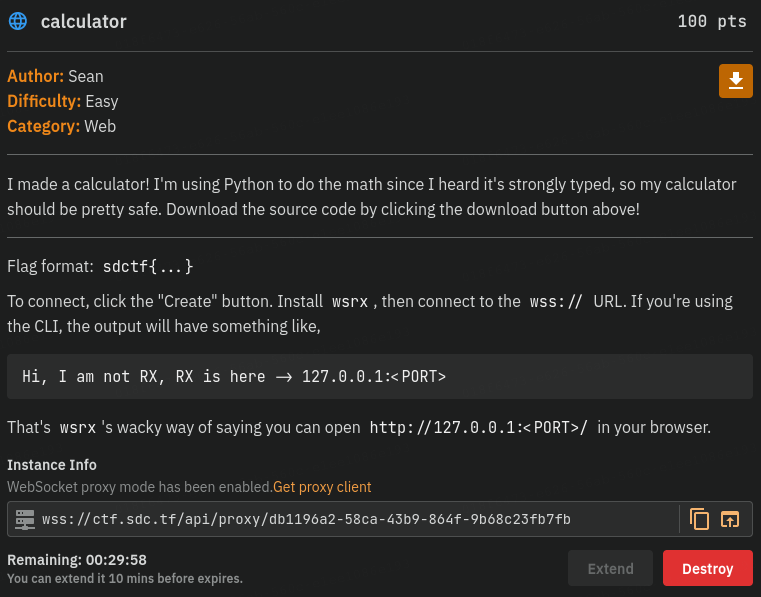 calculator 100 pts
Author: Sean
Difficulty: Easy
Category: Web
I made a calculator! I'm using Python to do the math since I heard it's strongly typed, so my calculator
should be pretty safe. Download the source code by clicking the download button above!
Flag format: sdctf{...}
To connect, click the "Create" button. Install wsrx , then connect to the wss:// URL. If you're using
the CLI, the output will have something like,
Hi, I am not RX, RX is here -> 127.0.0.1:<PORT>
That's wsrx 's wacky way of saying you can open http://127.0.0.1:<PORT>/ in your browser.
Instance Info
WebSocket proxy mode has been enabled.Get proxy client
wss://ctf.sdc.tf/api/proxy/db1196a2-58ca-43b9-864f-9b68c23fb7fb
Remaining: 00:29:58
You can extend it 10 mins before expires.
Extend
Destroy